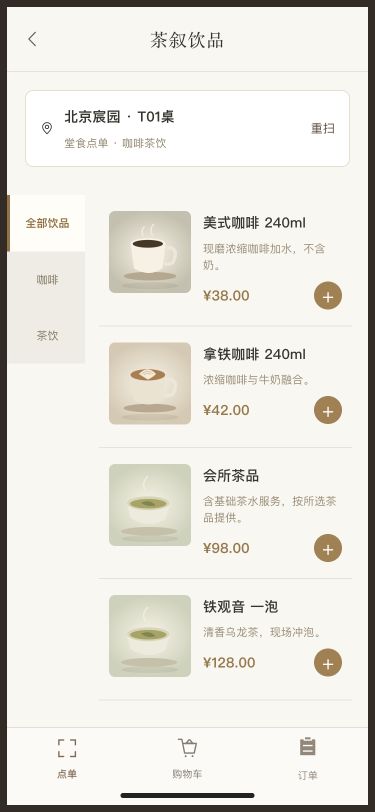 茶叙饮品
北京宸园 · T01桌
堂食点单 · 咖啡茶饮
重扫
全部饮品
咖啡
茶饮
美式咖啡 240ml
现磨浓缩咖啡加水，不含
奶。
¥38.00
拿铁咖啡 240ml
浓缩咖啡与牛奶融合。
¥42.00
会所茶品
含基础茶水服务，按所选茶
品提供。
¥98.00
铁观音 一泡
清香乌龙茶，现场冲泡。
¥128.00
点单
购物车
订单